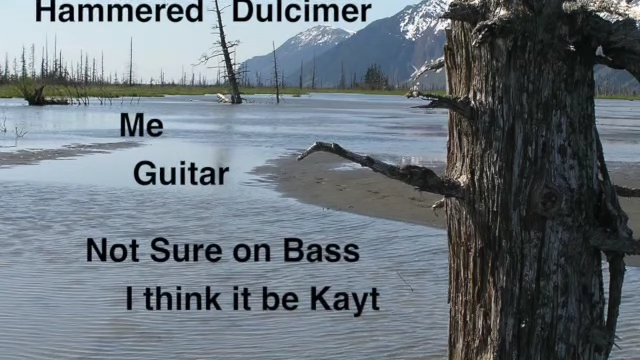 Hammered Dulcimer
Me
Guitar
Not Sure on Bass
I think it be Kayt